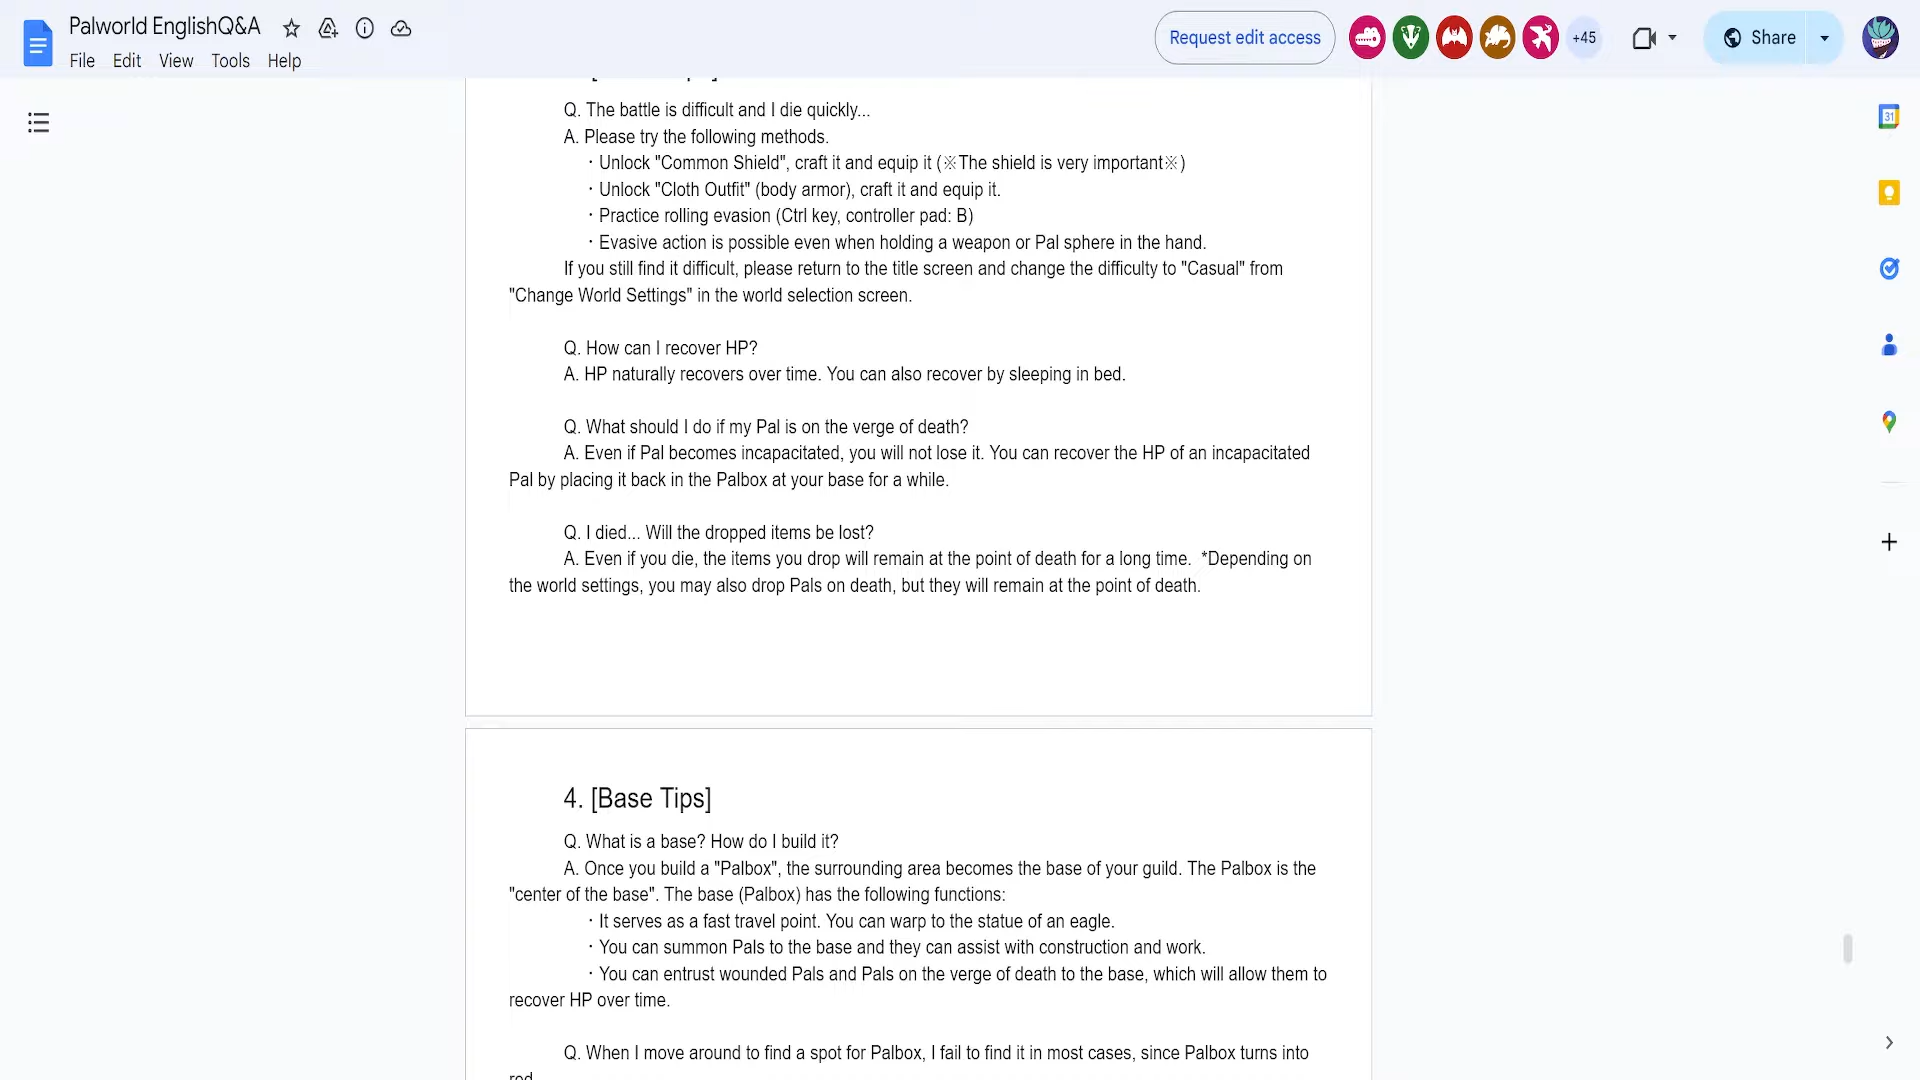 Palworld EnglishQ&A
File Edit View Tools Help
Request edit access
+45
Share
31
Q. The battle is difficult and I die quickly...
A. Please try the following methods.
・Unlock "Common Shield", craft it and equip it (※The shield is very important※)
・Unlock "Cloth Outfit" (body armor), craft it and equip it.
・Practice rolling evasion (Ctrl key, controller pad: B)
・Evasive action is possible even when holding a weapon or Pal sphere in the hand.
If you still find it difficult, please return to the title screen and change the difficulty to "Casual" from
"Change World Settings" in the world selection screen.
Q. How can I recover HP?
A. HP naturally recovers over time. You can also recover by sleeping in bed.
Q. What should I do if my Pal is on the verge of death?
A. Even if Pal becomes incapacitated, you will not lose it. You can recover the HP of an incapacitated
Pal by placing it back in the Palbox at your base for a while.
Q. I died... Will the dropped items be lost?
A. Even if you die, the items you drop will remain at the point of death for a long time. *Depending on
the world settings, you may also drop Pals on death, but they will remain at the point of death.
4. [Base Tips]
Q. What is a base? How do I build it?
A. Once you build a "Palbox", the surrounding area becomes the base of your guild. The Palbox is the
"center of the base". The base (Palbox) has the following functions:
・It serves as a fast travel point. You can warp to the statue of an eagle.
・You can summon Pals to the base and they can assist with construction and work.
・You can entrust wounded Pals and Pals on the verge of death to the base, which will allow them to
recover HP over time.
Q. When I move around to find a spot for Palbox, I fail to find it in most cases, since Palbox turns into
red.